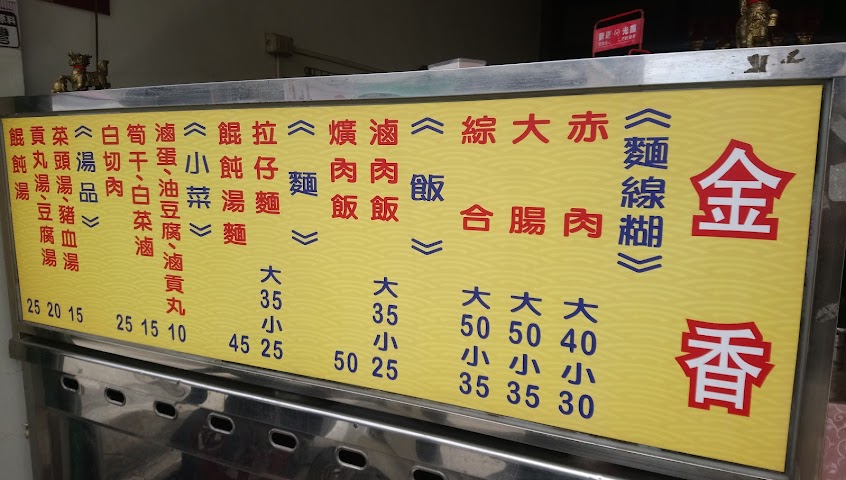 金香
《麵線糊》
赤肉 大40小30
大腸 大50小35
綜合 大50小35
《飯》
滷肉飯 大35小25
爌肉飯 50
《麵》
拉仔麵 大35小25
餛飩湯麵 45
《小菜》
滷蛋、油豆腐、滷貢丸 10
筍干、白菜滷 15
白切肉 25
《湯品》
菜頭湯、豬血湯 15
貢丸湯、豆腐湯 20
餛飩湯 25